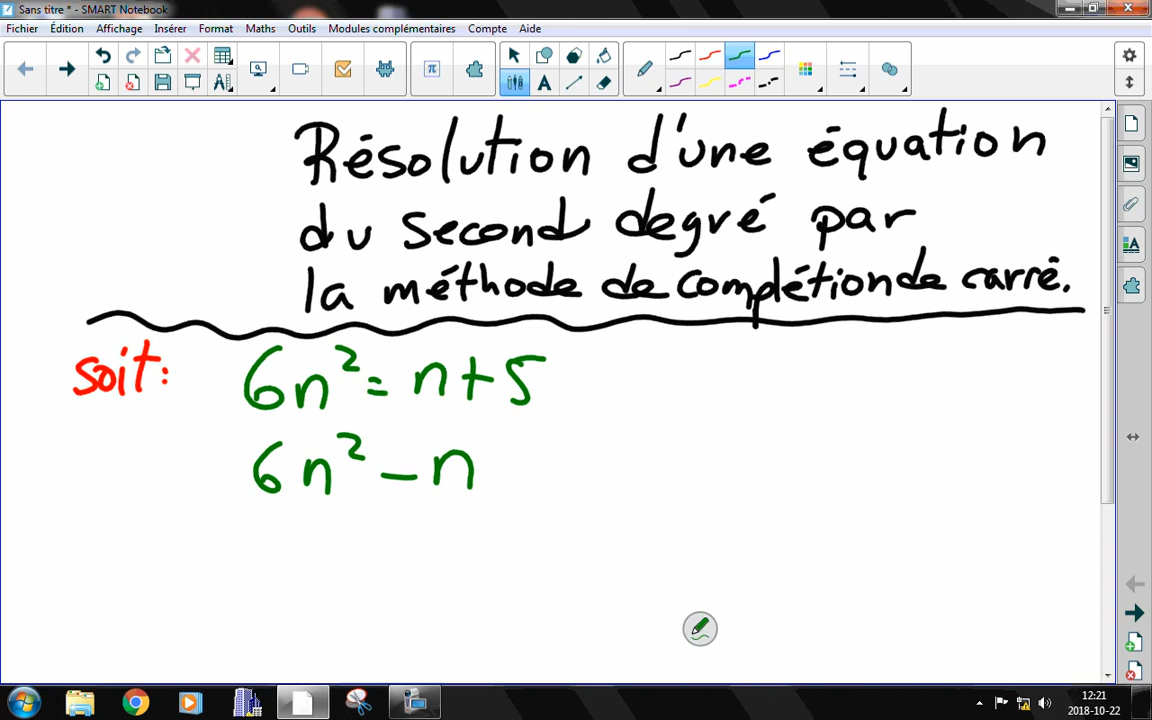 Sans titre * - SMART Notebook
Fichier Édition Affichage Insérer Format Maths Outils Modules complémentaires Compte Aide
Résolution d'une équation
du second degré par
la méthode de complétion de carré.
soit: 6n² = n + 5
6n² - n
12:21
2018-10-22